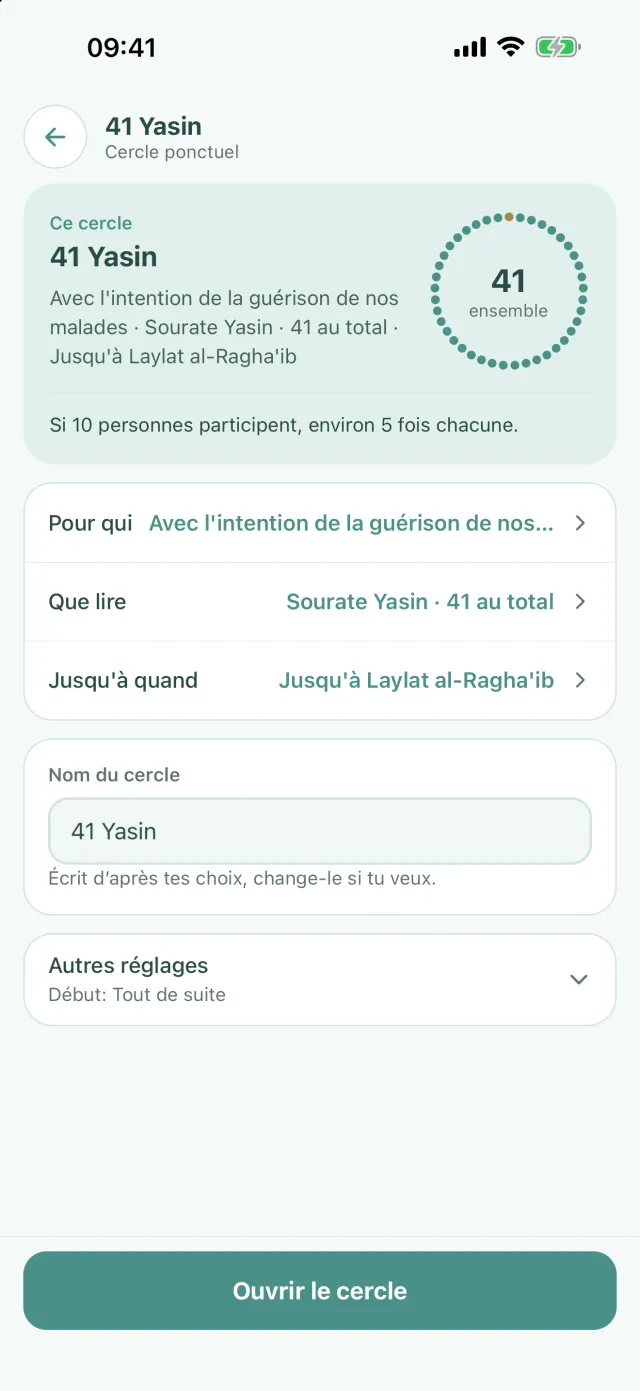 09:41
41 Yasin
Cercle ponctuel
Ce cercle
41 Yasin
Avec l'intention de la guérison de nos
malades · Sourate Yasin · 41 au total ·
Jusqu'à Laylat al-Ragha'ib
41
ensemble
Si 10 personnes participent, environ 5 fois chacune.
Pour qui Avec l'intention de la guérison de nos...
Que lire Sourate Yasin · 41 au total
Jusqu'à quand Jusqu'à Laylat al-Ragha'ib
Nom du cercle
41 Yasin
Écrit d’après tes choix, change-le si tu veux.
Autres réglages
Début: Tout de suite
Ouvrir le cercle